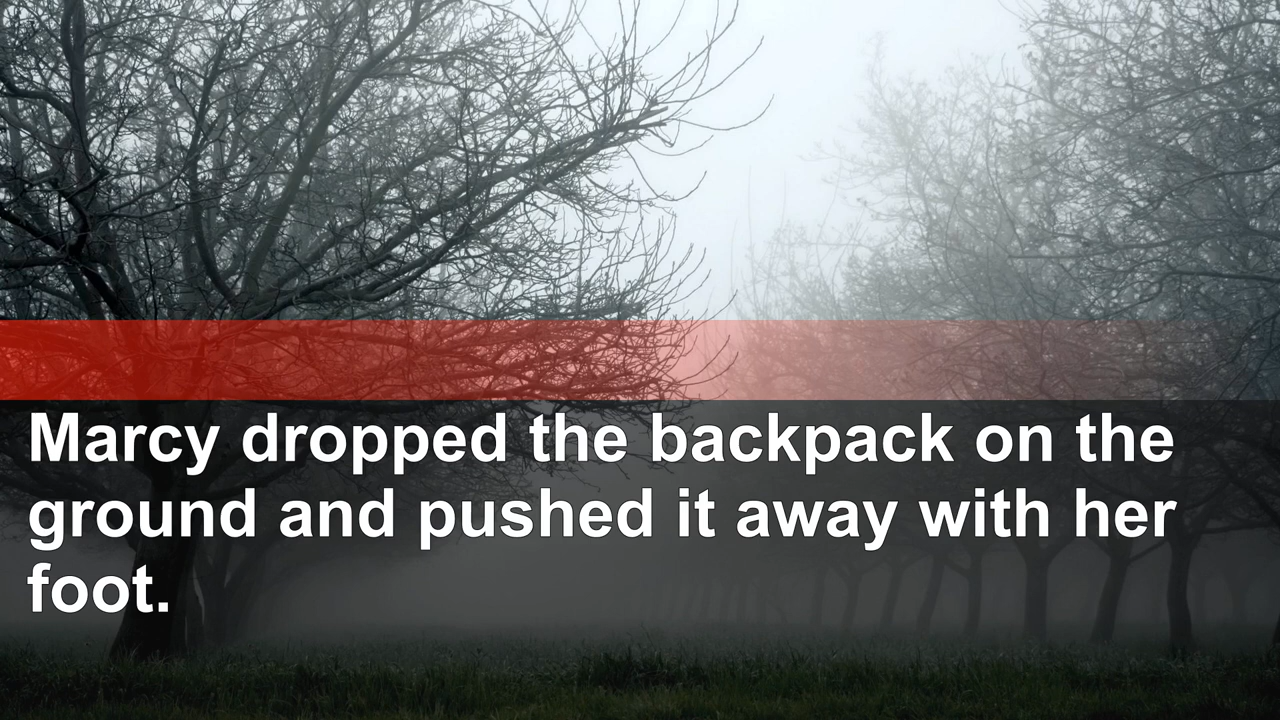 Marcy dropped the backpack on the
ground and pushed it away with her
foot.